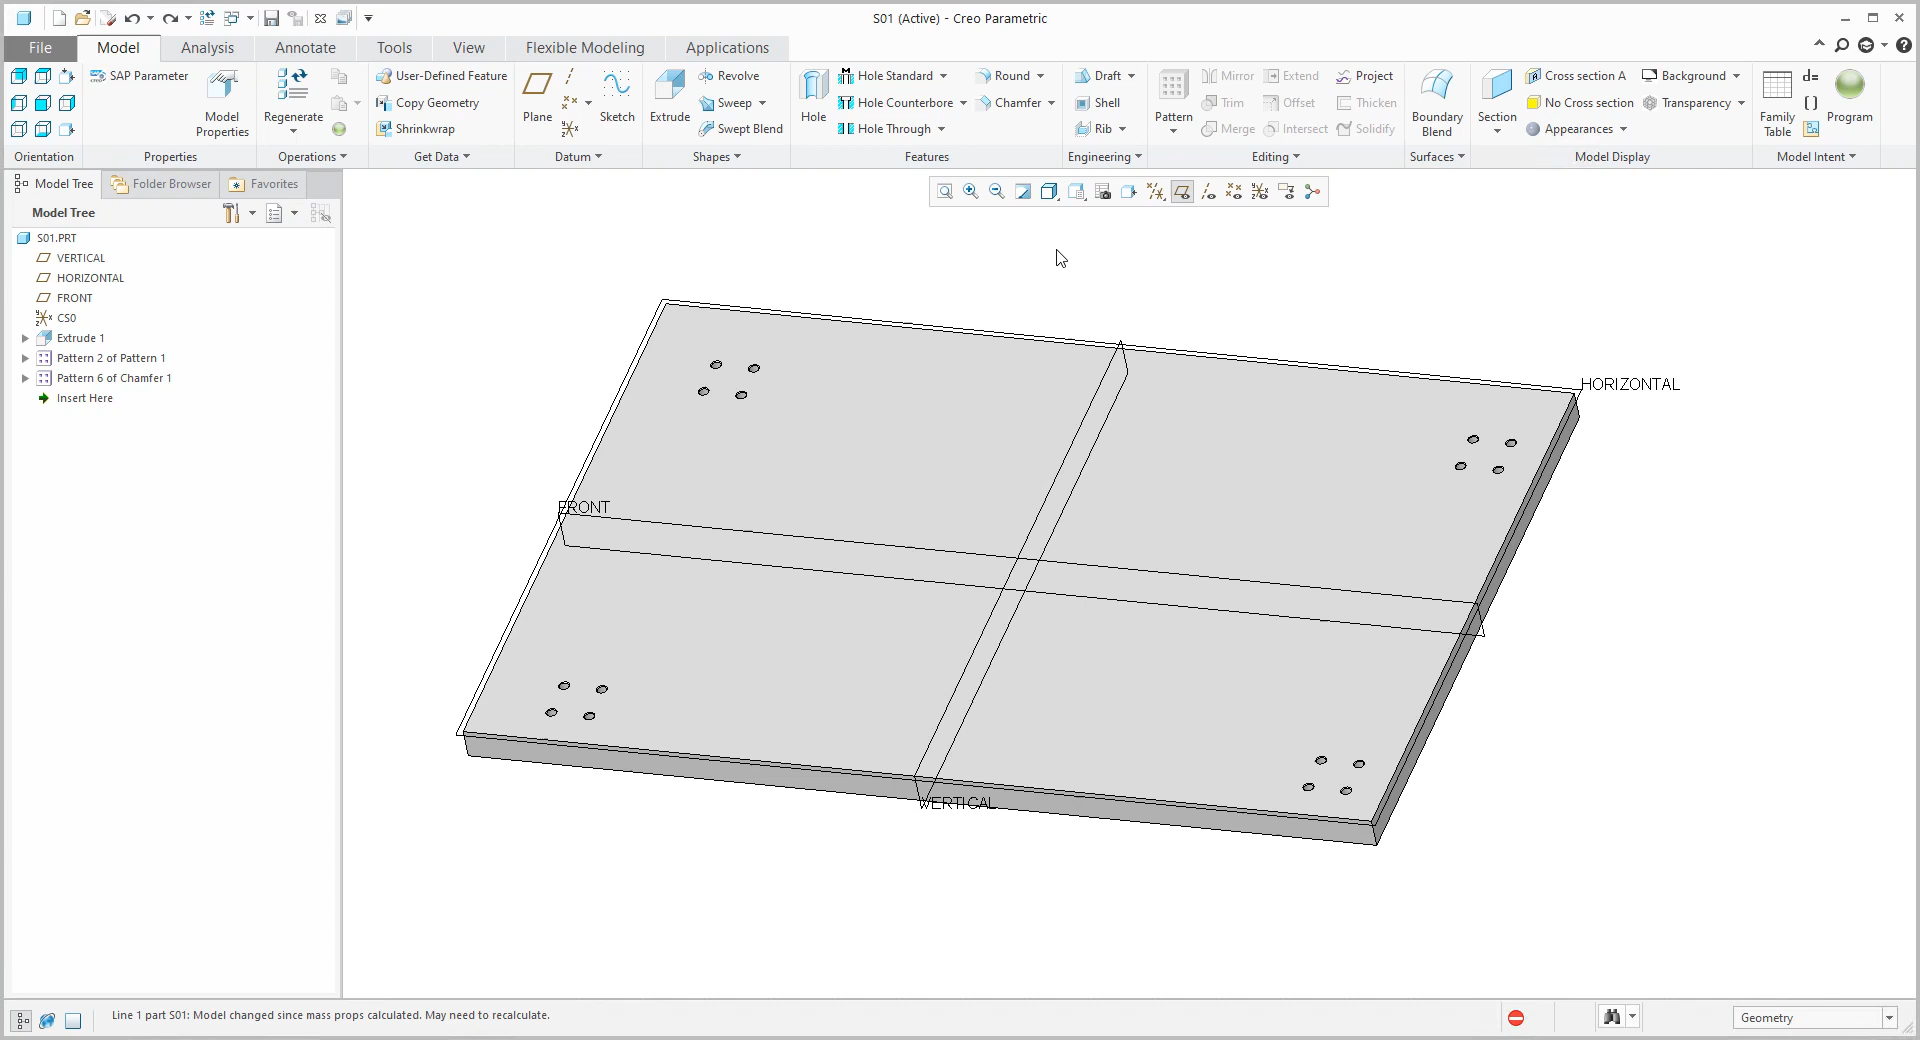 S01 (Active) - Creo Parametric
File Model Analysis Annotate Tools View Flexible Modeling Applications
SAP Parameter
Model Properties
Regenerate
User-Defined Feature
Copy Geometry
Shrinkwrap
Plane
Sketch
Extrude
Revolve
Sweep
Swept Blend
Hole
Hole Standard
Hole Counterbore
Hole Through
Round
Chamfer
Draft
Shell
Rib
Pattern
Mirror
Trim
Merge
Extend
Offset
Intersect
Project
Thicken
Solidify
Boundary Blend
Section
Cross section A
No Cross section
Appearances
Background
Transparency
Family Table
d=
[ ]
Program
Orientation Properties Operations Get Data Datum Shapes Features Engineering Editing Surfaces Model Display Model Intent
Model Tree Folder Browser Favorites
Model Tree
S01.PRT
VERTICAL
HORIZONTAL
FRONT
CS0
Extrude 1
Pattern 2 of Pattern 1
Pattern 6 of Chamfer 1
Insert Here
HORIZONTAL
FRONT
VERTICAL
Line 1 part S01: Model changed since mass props calculated. May need to recalculate.
Geometry